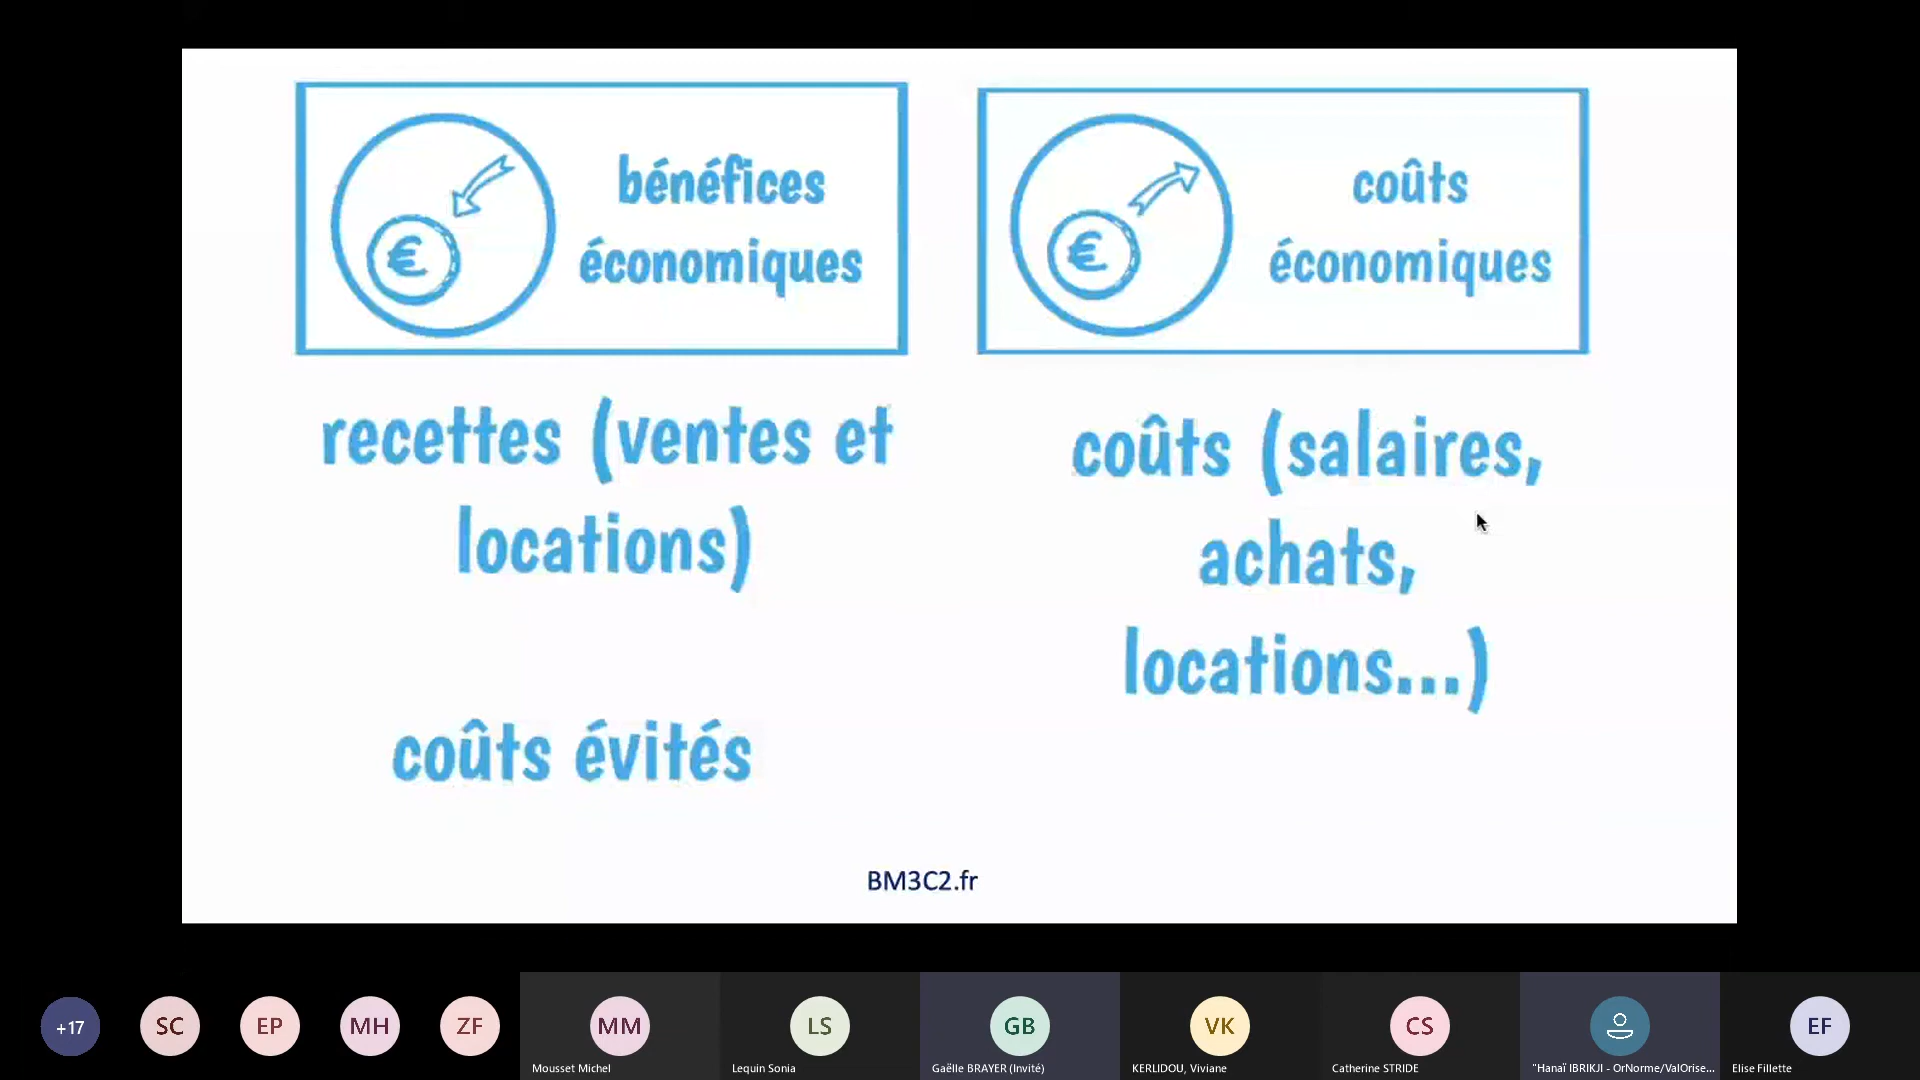 bénéfices
économiques
€
coûts
économiques
€
recettes (ventes et
locations)
coûts évités
coûts (salaires,
achats,
locations...)
BM3C2.fr
+17
SC
EP
MH
ZF
MM
Mousset Michel
LS
Lequin Sonia
GB
Gaëlle BRAYER (Invité)
VK
KERLIDOU, Viviane
CS
Catherine STRIDE
"Hanaï IBRIKJI - OrNorme/ValOrise...
EF
Elise Fillette